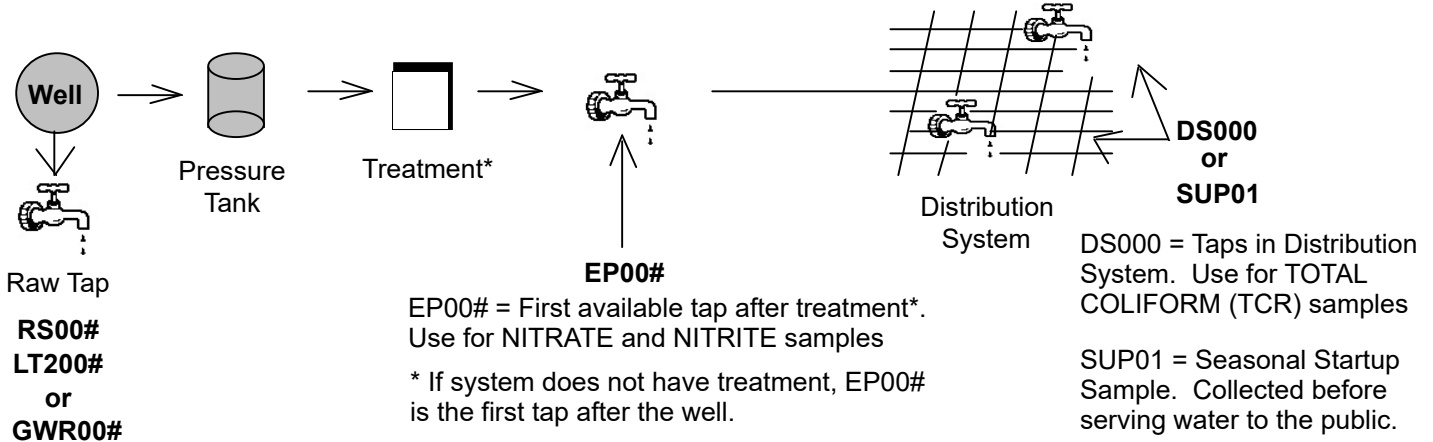 Well
Pressure
Tank
Treatment*
Raw Tap
RS00#
LT200#
or
GWR00#
EP00#
EP00# = First available tap after treatment*.
Use for NITRATE and NITRITE samples
* If system does not have treatment, EP00#
is the first tap after the well.
Distribution
System
DS000
or
SUP01
DS000 = Taps in Distribution
System. Use for TOTAL
COLIFORM (TCR) samples
SUP01 = Seasonal Startup
Sample. Collected before
serving water to the public.